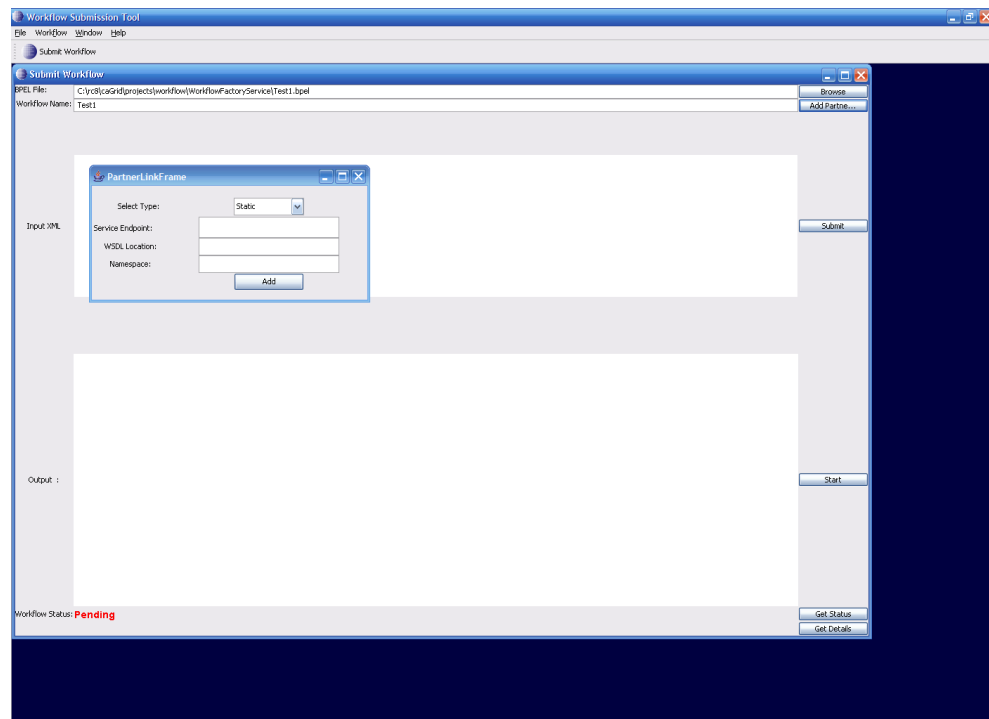 Workflow Submission Tool
File Workflow Window Help
Submit Workflow
Submit Workflow
BPEL File: C:\rc8\caGrid\projects\workflow\WorkflowFactoryService\Test1.bpel Browse
Workflow Name: Test1 Add Partne...
PartnerLinkFrame
Select Type: Static
Input XML Service Endpoint: Submit
WSDL Location:
Namespace:
Add
Output : Start
Workflow Status: Pending Get Status
Get Details